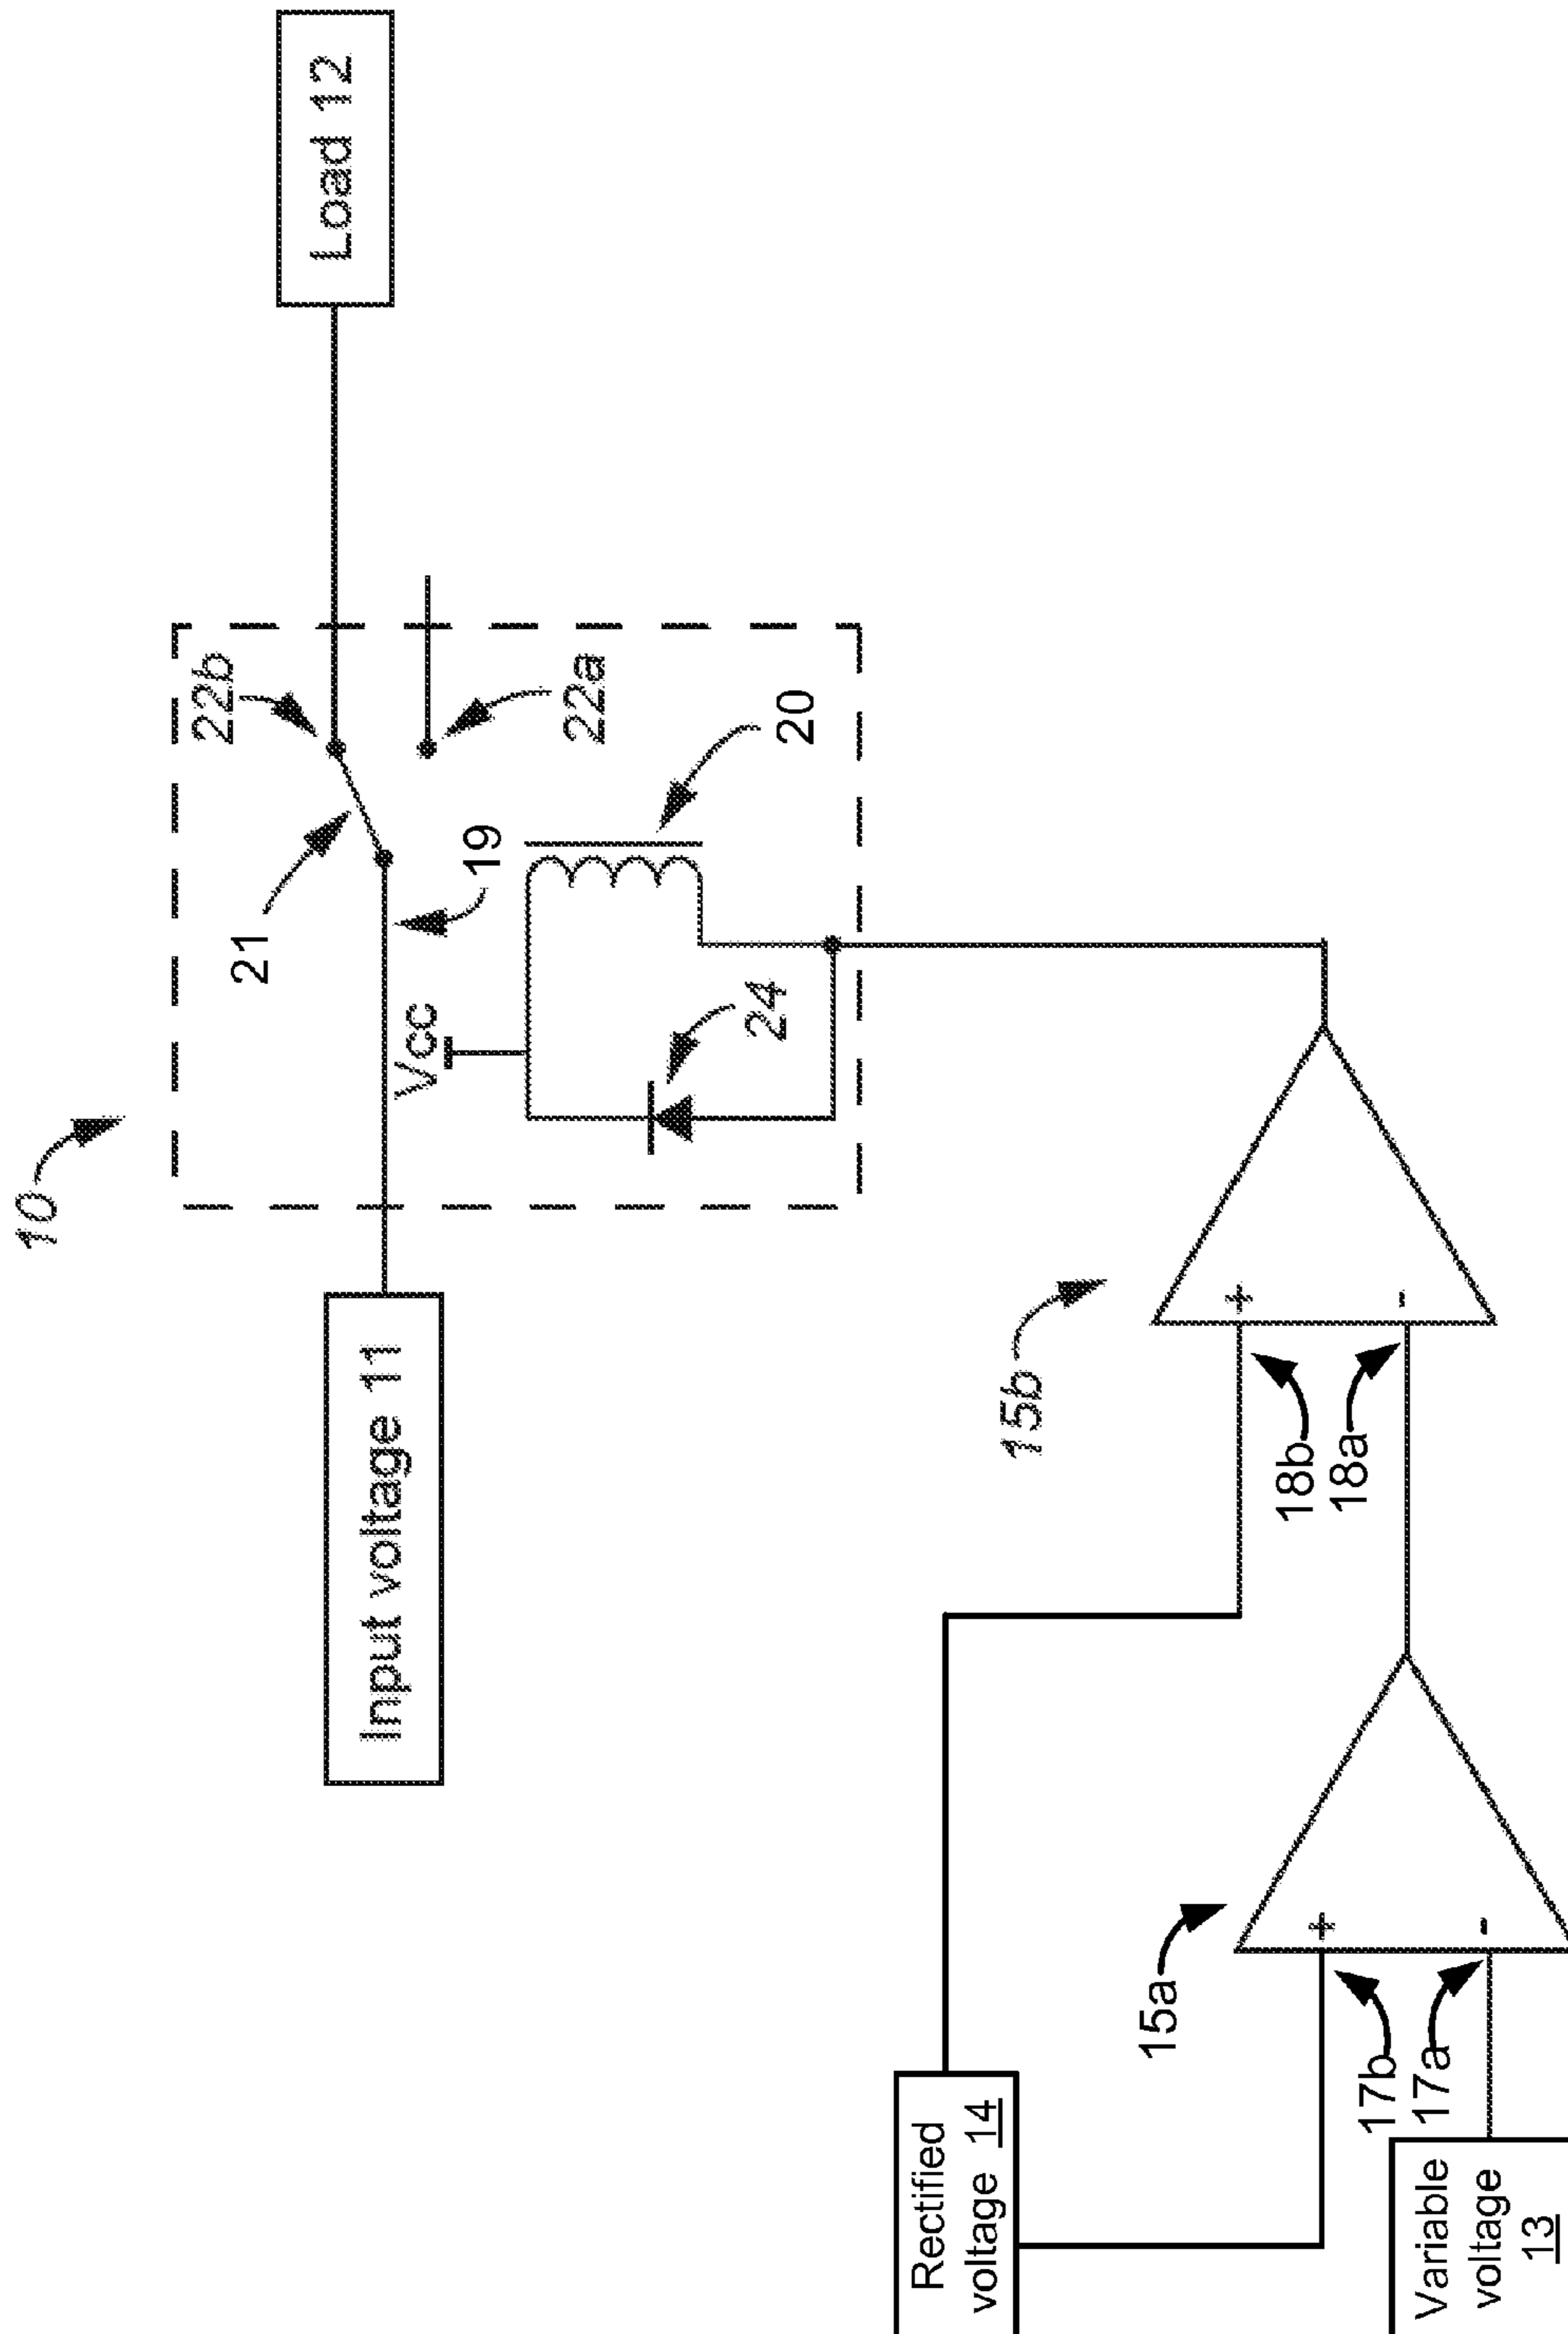 10
22b
Load 12
21
Input voltage 11
19
22a
Vcc
24
20
15b
Rectified
voltage 14
+
18b
18a
-
15a
+
17b
17a
-
Variable
voltage
13